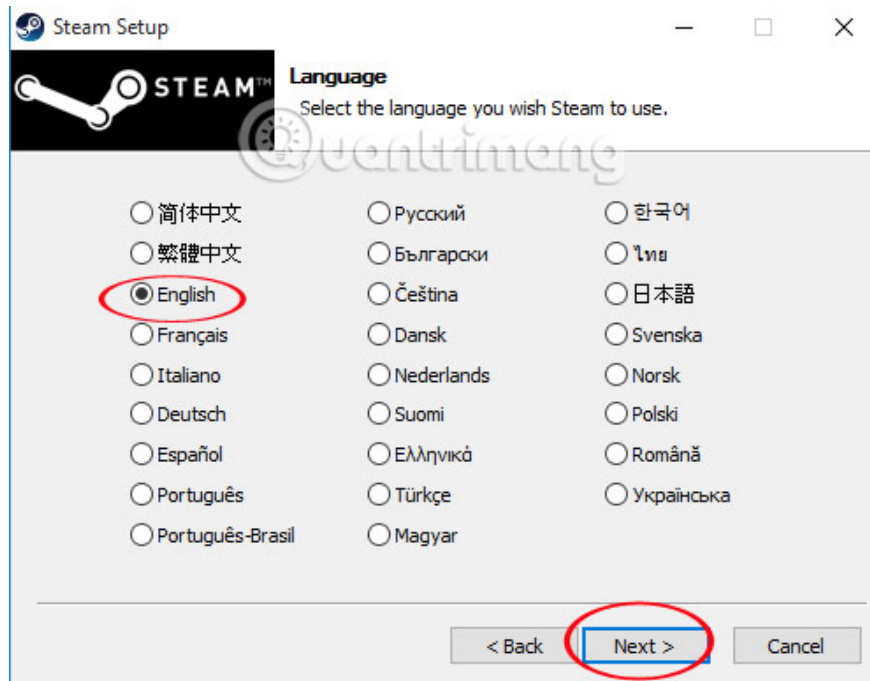 Steam Setup
STEAM™
Language
Select the language you wish Steam to use.
Quantrimang
简体中文
繁體中文
English
Français
Italiano
Deutsch
Español
Português
Português-Brasil
Русский
Български
Čeština
Dansk
Nederlands
Suomi
Ελληνικά
Türkçe
Magyar
한국어
ไทย
日本語
Svenska
Norsk
Polski
Română
Українська
< Back
Next >
Cancel